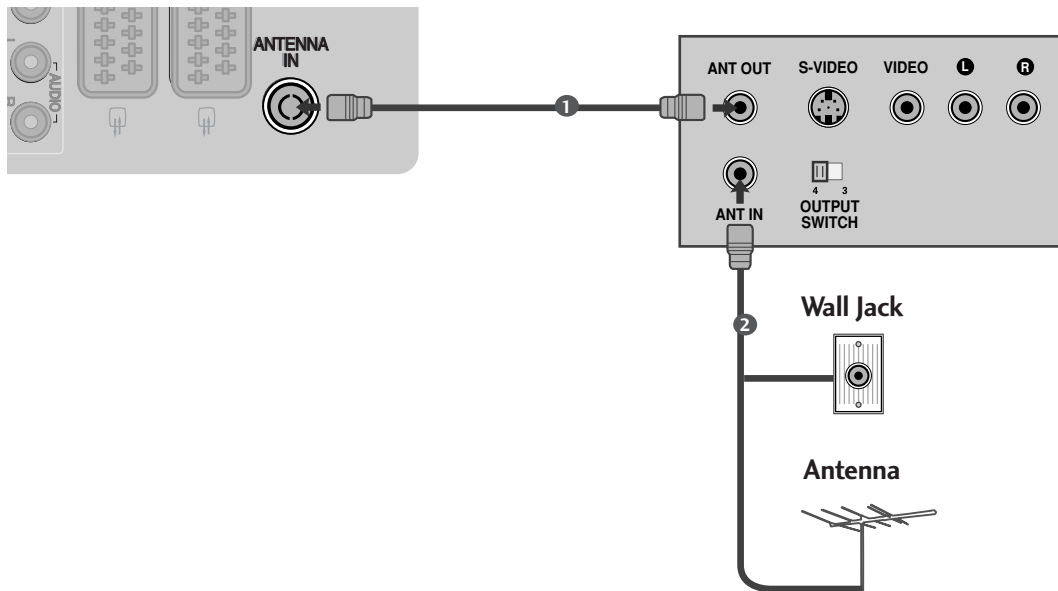 L
R
AUDIO
ANTENNA
IN
1
ANT OUT
S-VIDEO
VIDEO
L
R
ANT IN
4 3
OUTPUT
SWITCH
2
Wall Jack
Antenna